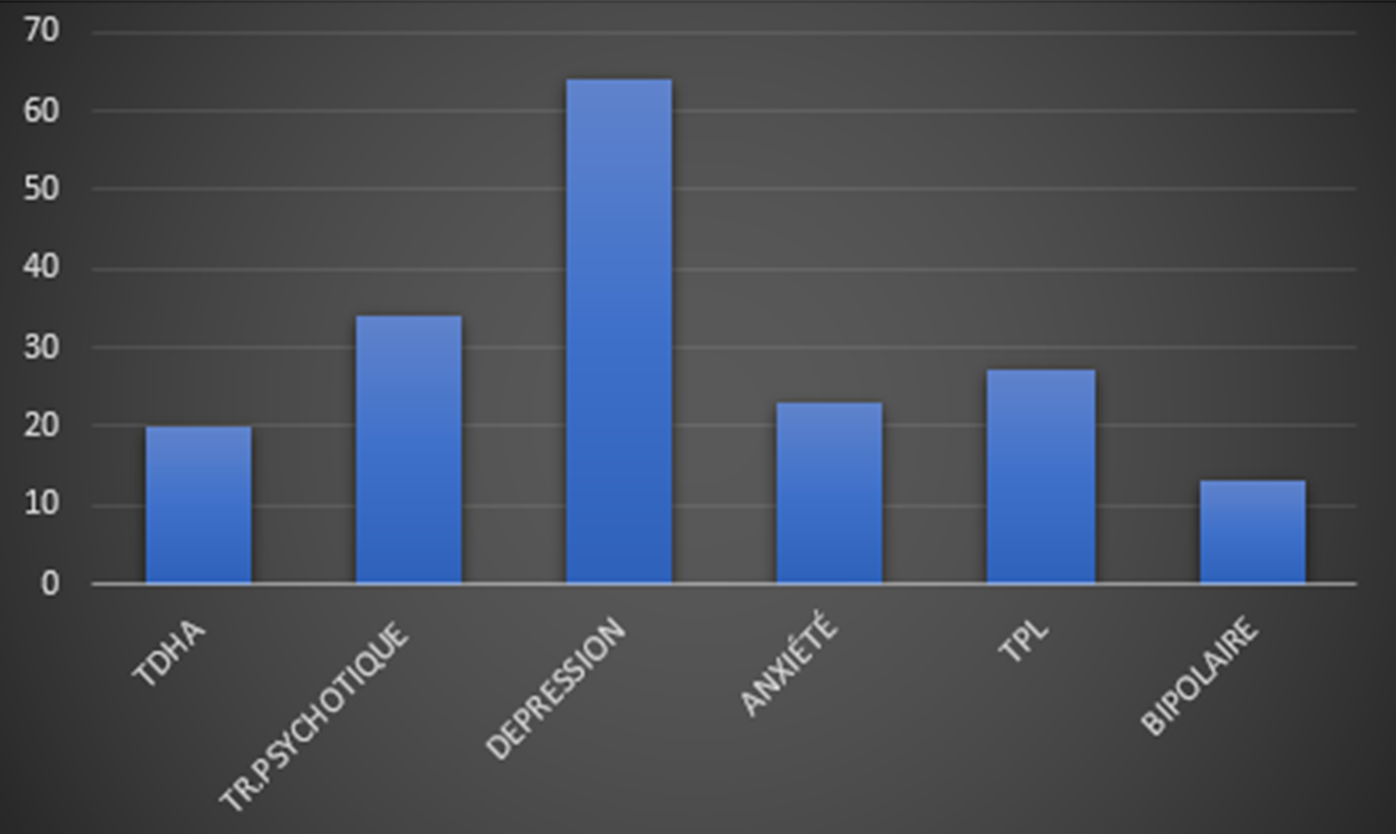 70
60
50
40
30
20
10
0
TDHA
TR.PSYCHOTIQUE
DEPRESSION
ANXIÉTÉ
TPL
BIPOLAIRE